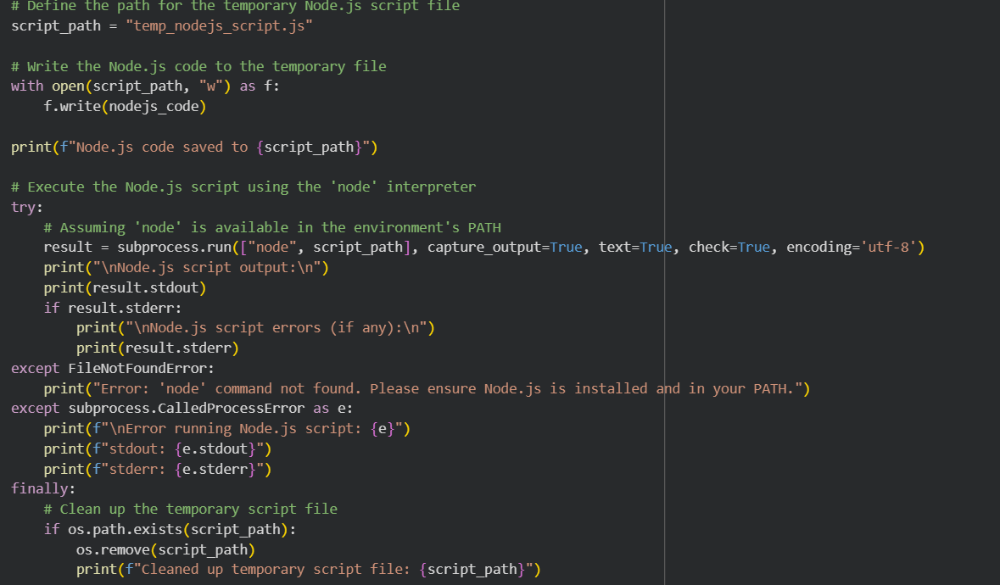 # Define the path for the temporary Node.js script file
script_path = "temp_nodejs_script.js"
# Write the Node.js code to the temporary file
with open(script_path, "w") as f:
    f.write(nodejs_code)
print(f"Node.js code saved to {script_path}")
# Execute the Node.js script using the 'node' interpreter
try:
    # Assuming 'node' is available in the environment's PATH
    result = subprocess.run(["node", script_path], capture_output=True, text=True, check=True, encoding='utf-8')
    print("\nNode.js script output:\n")
    print(result.stdout)
    if result.stderr:
        print("\nNode.js script errors (if any):\n")
        print(result.stderr)
except FileNotFoundError:
    print("Error: 'node' command not found. Please ensure Node.js is installed and in your PATH.")
except subprocess.CalledProcessError as e:
    print(f"\nError running Node.js script: {e}")
    print(f"stdout: {e.stdout}")
    print(f"stderr: {e.stderr}")
finally:
    # Clean up the temporary script file
    if os.path.exists(script_path):
        os.remove(script_path)
        print(f"Cleaned up temporary script file: {script_path}")